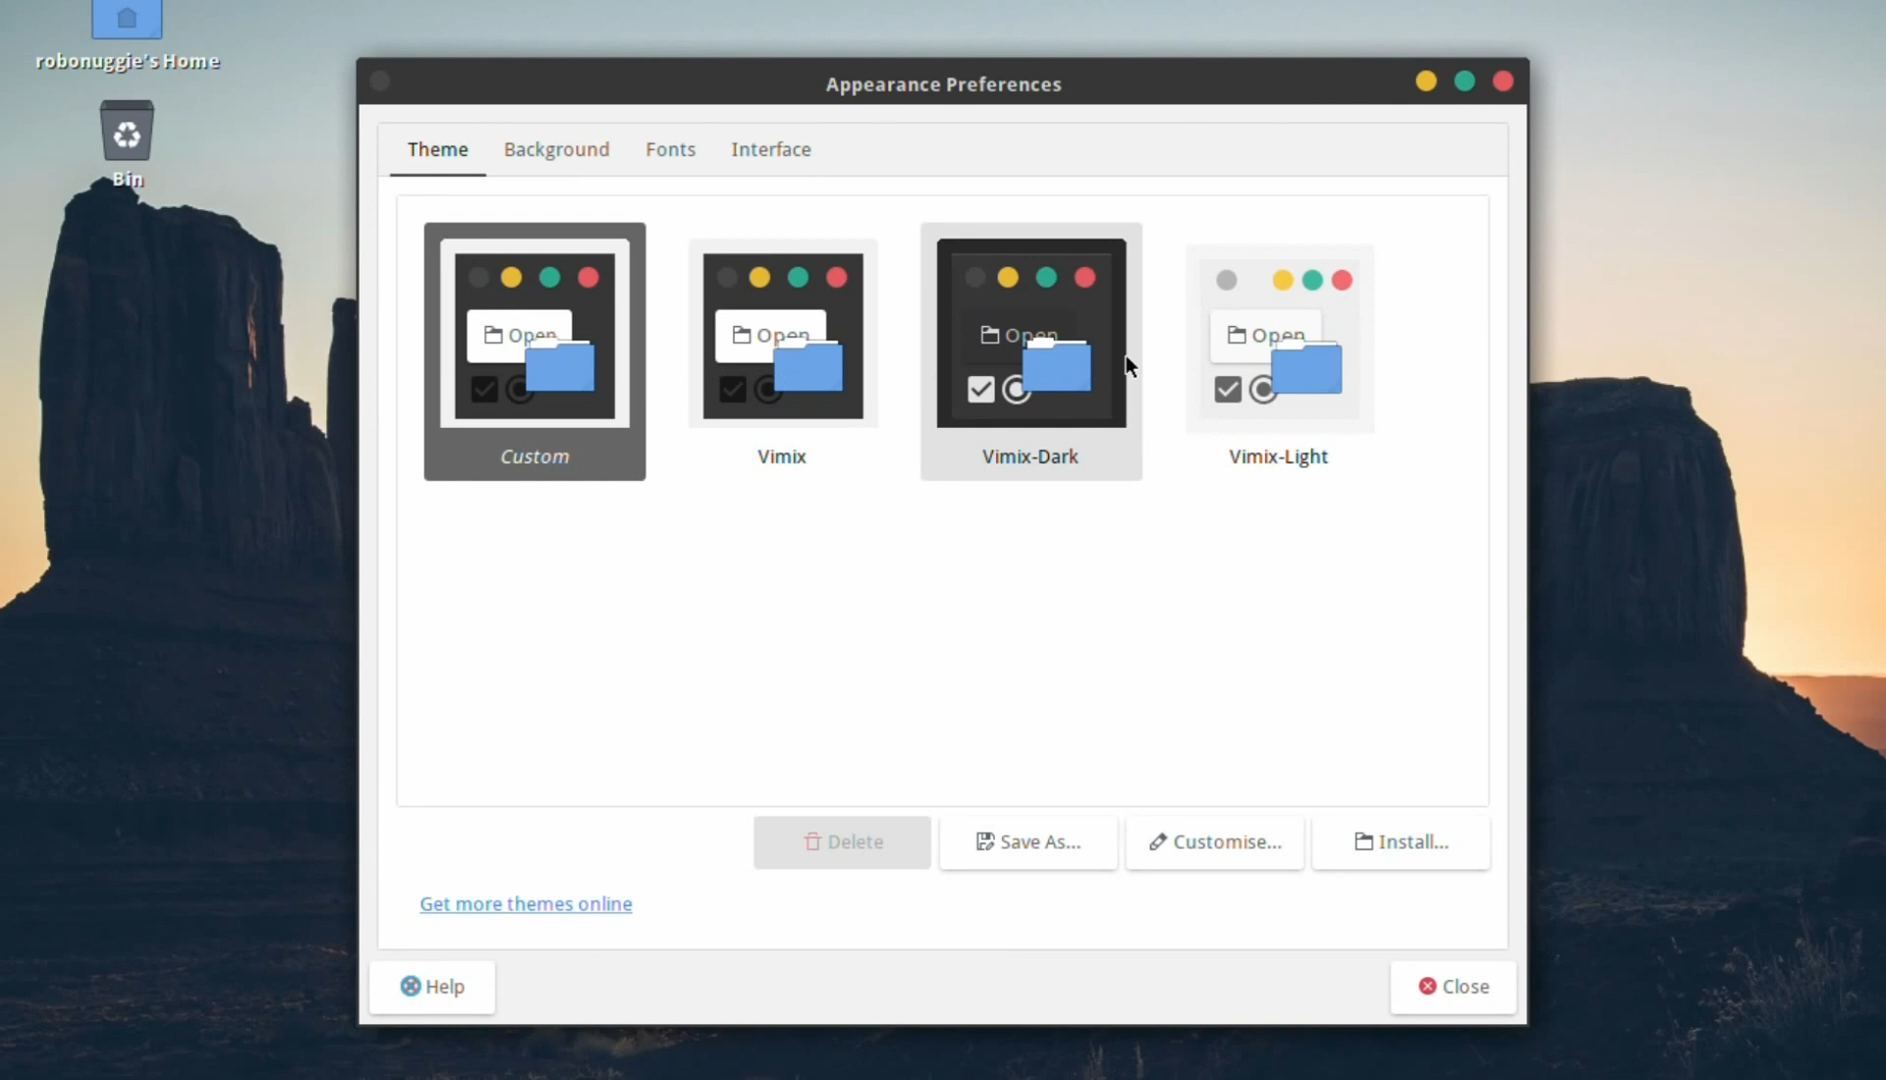 robonuggie's Home
Bin
Appearance Preferences
Theme Background Fonts Interface
Open Open Open Open
Custom Vimix Vimix-Dark Vimix-Light
Delete Save As... Customise... Install...
Get more themes online
Help Close